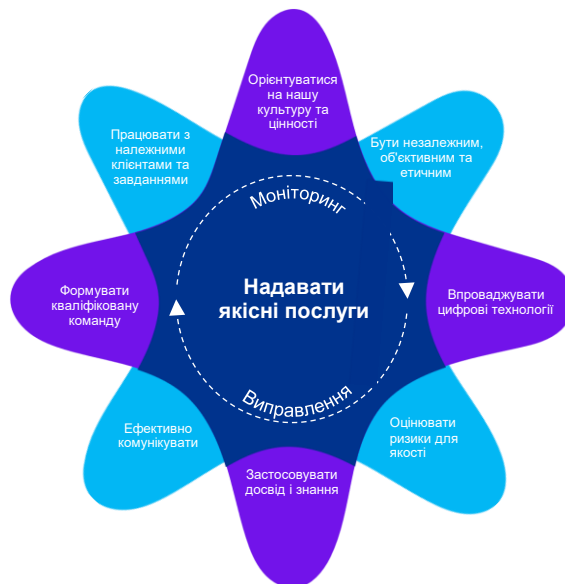 Орієнтуватися
на нашу
культуру та
цінності
Працювати з
належними
клієнтами та
завданнями
Бути незалежним,
об'єктивним та
етичним
Моніторинг
Надавати
якісні послуги
Формувати
кваліфіковану
команду
Впроваджувати
цифрові технології
Виправлення
Ефективно
комунікувати
Оцінювати
ризики для
якості
Застосовувати
досвід і знання